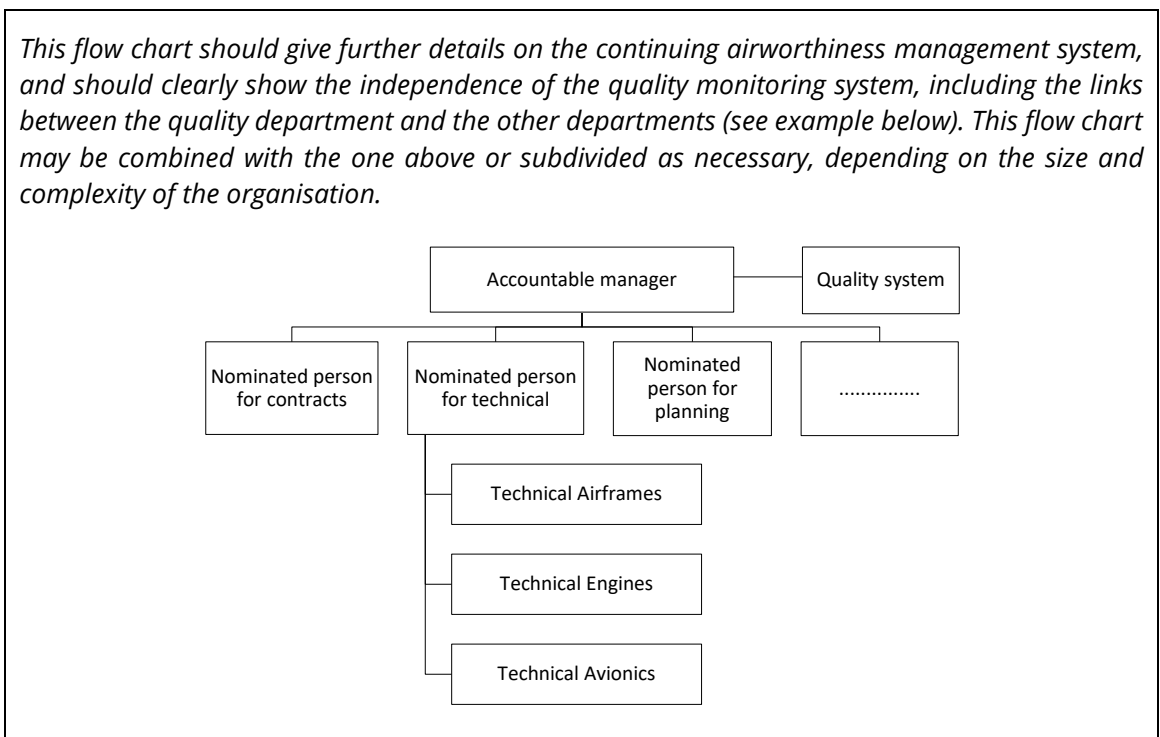 This flow chart should give further details on the continuing airworthiness management system,
and should clearly show the independence of the quality monitoring system, including the links
between the quality department and the other departments (see example below). This flow chart
may be combined with the one above or subdivided as necessary, depending on the size and
complexity of the organisation.
Accountable manager
Quality system
Nominated person
for contracts
Nominated person
for technical
Nominated
person for
planning
...............
Technical Airframes
Technical Engines
Technical Avionics